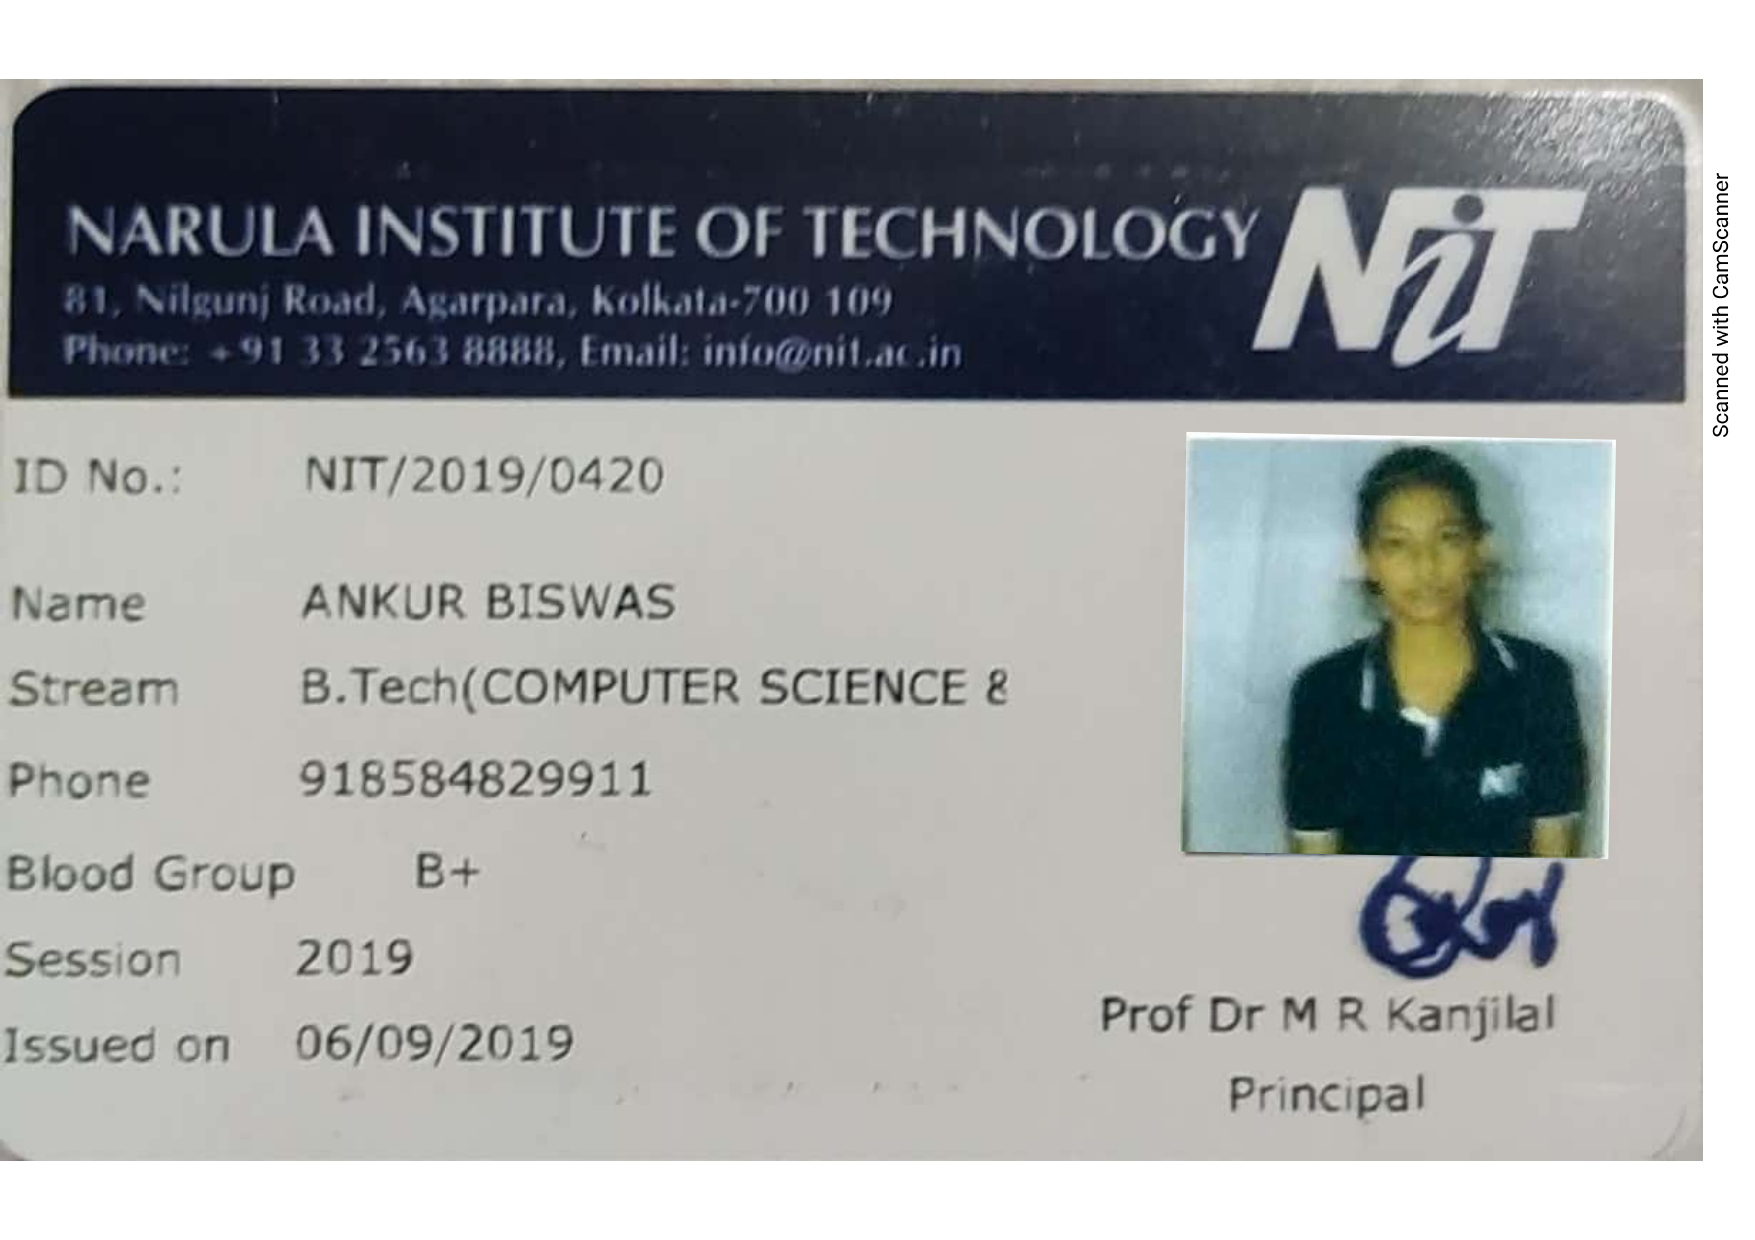 NARULA INSTITUTE OF TECHNOLOGY NiT
81, Nilgunj Road, Agarpara, Kolkata-700 109
Phone: +91 33 2563 8888, Email: info@nit.ac.in
ID No.: NIT/2019/0420
Name ANKUR BISWAS
Stream B.Tech(COMPUTER SCIENCE &
Phone 918584829911
Blood Group B+
Session 2019
Issued on 06/09/2019
NiT
Prof Dr M R Kanjilal
Principal
Scanned with CamScanner